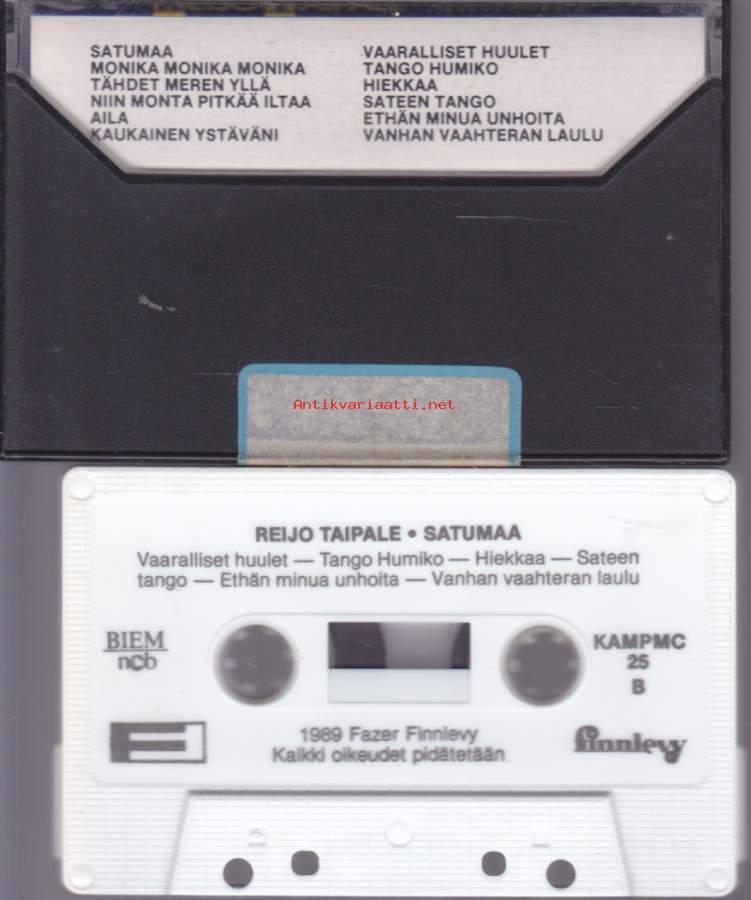 SATUMAA
MONIKA MONIKA MONIKA
TÄHDET MEREN YLLÄ
NIIN MONTA PITKÄÄ ILTAA
AILA
KAUKAINEN YSTÄVÄNI
VAARALLISET HUULET
TANGO HUMIKO
HIEKKAA
SATEEN TANGO
ETHÄN MINUA UNHOITA
VANHAN VAAHTERAN LAULU
Antikvariaatti.net
REIJO TAIPALE • SATUMAA
Vaaralliset huulet — Tango Humiko — Hiekkaa — Sateen
tango — Ethän minua unhoita — Vanhan vaahteran laulu
BIEM
ncb
KAMPMC
25
B
1989 Fazer Finnlevy
Kaikki oikeudet pidätetään
finnlevy